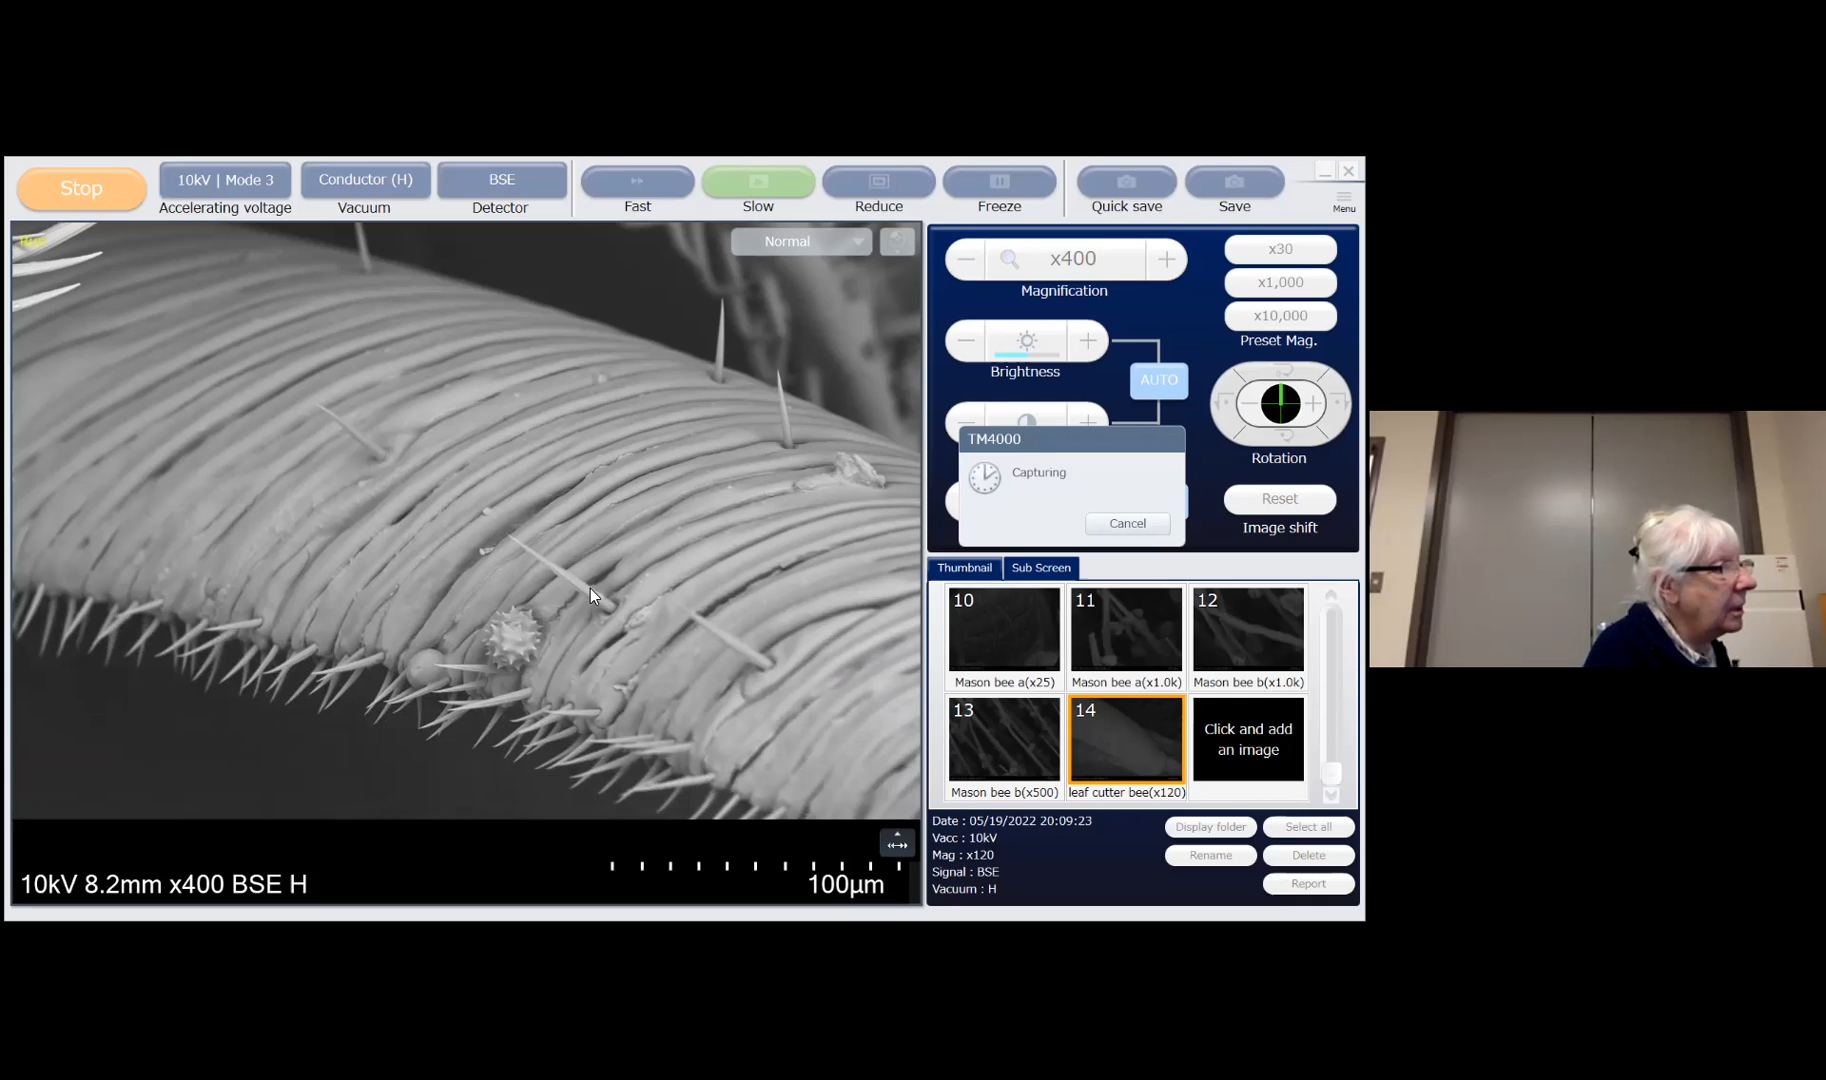 Stop
10kV | Mode 3
Accelerating voltage
Conductor (H)
Vacuum
BSE
Detector
Fast
Slow
Reduce
Freeze
Quick save
Save
Menu
Run
Normal
x400
Magnification
x30
x1,000
x10,000
Preset Mag.
Brightness
AUTO
Rotation
TM4000
Capturing
Cancel
Reset
Image shift
Thumbnail
Sub Screen
10
11
12
Mason bee a(x25)
Mason bee a(x1.0k)
Mason bee b(x1.0k)
13
14
Click and add
an image
Mason bee b(x500)
leaf cutter bee(x120)
Date : 05/19/2022 20:09:23
Vacc : 10kV
Mag : x120
Signal : BSE
Vacuum : H
Display folder
Select all
Rename
Delete
Report
10kV 8.2mm x400 BSE H
100µm